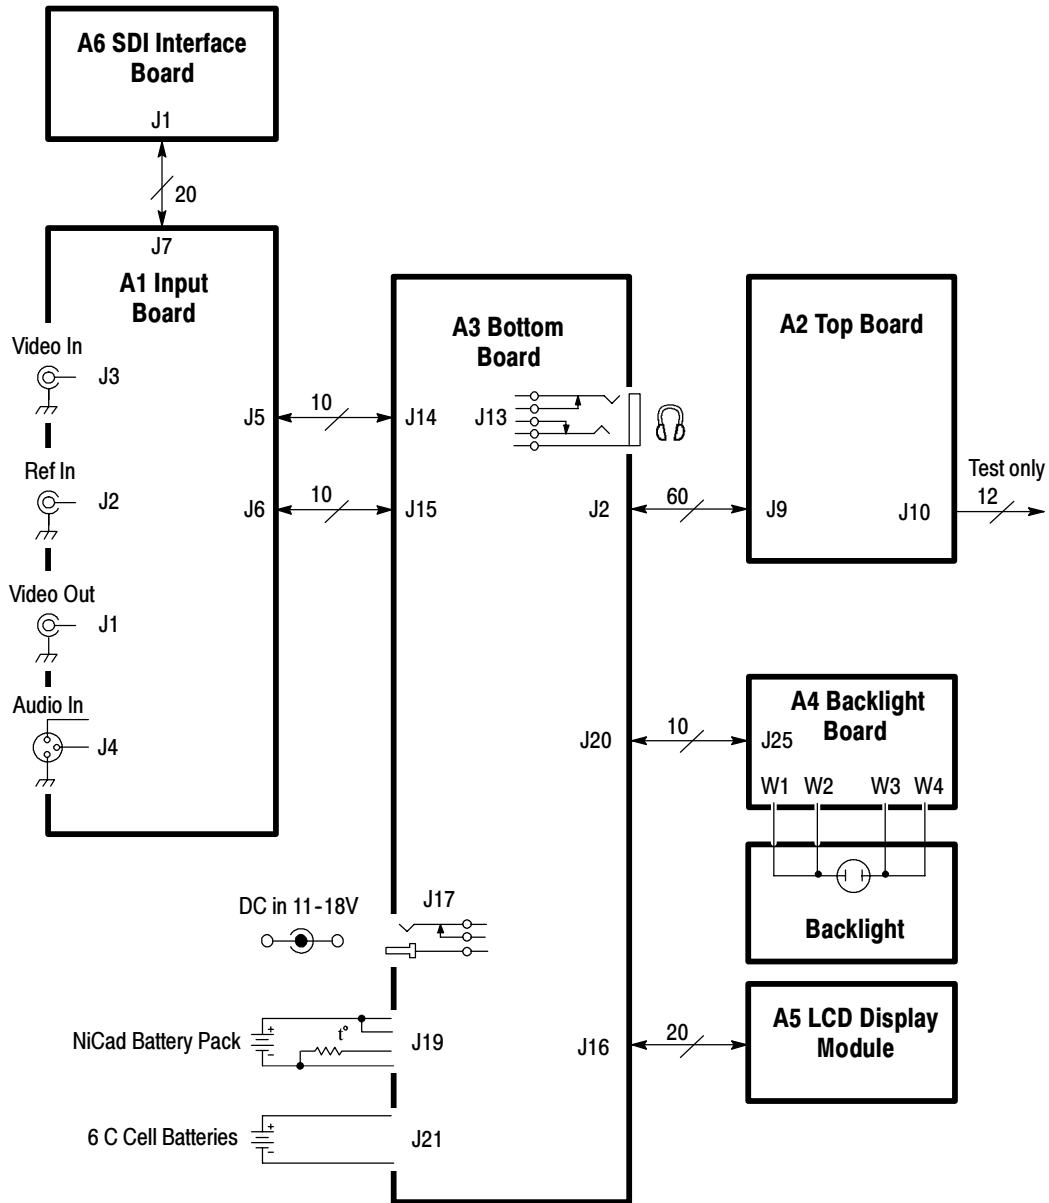 A6 SDI Interface
Board
J1
20
J7
A1 Input
Board
Video In
J3
Ref In
J2
Video Out
J1
Audio In
J4
J5
10
J14
J6
10
J15
A3 Bottom
Board
J13
J2
60
J9
A2 Top Board
J10
Test only
12
J20
10
J25
A4 Backlight
Board
W1 W2 W3 W4
Backlight
DC in 11-18V
J17
NiCad Battery Pack
+
-
t°
J19
J16
20
A5 LCD Display
Module
6 C Cell Batteries
+
-
J21